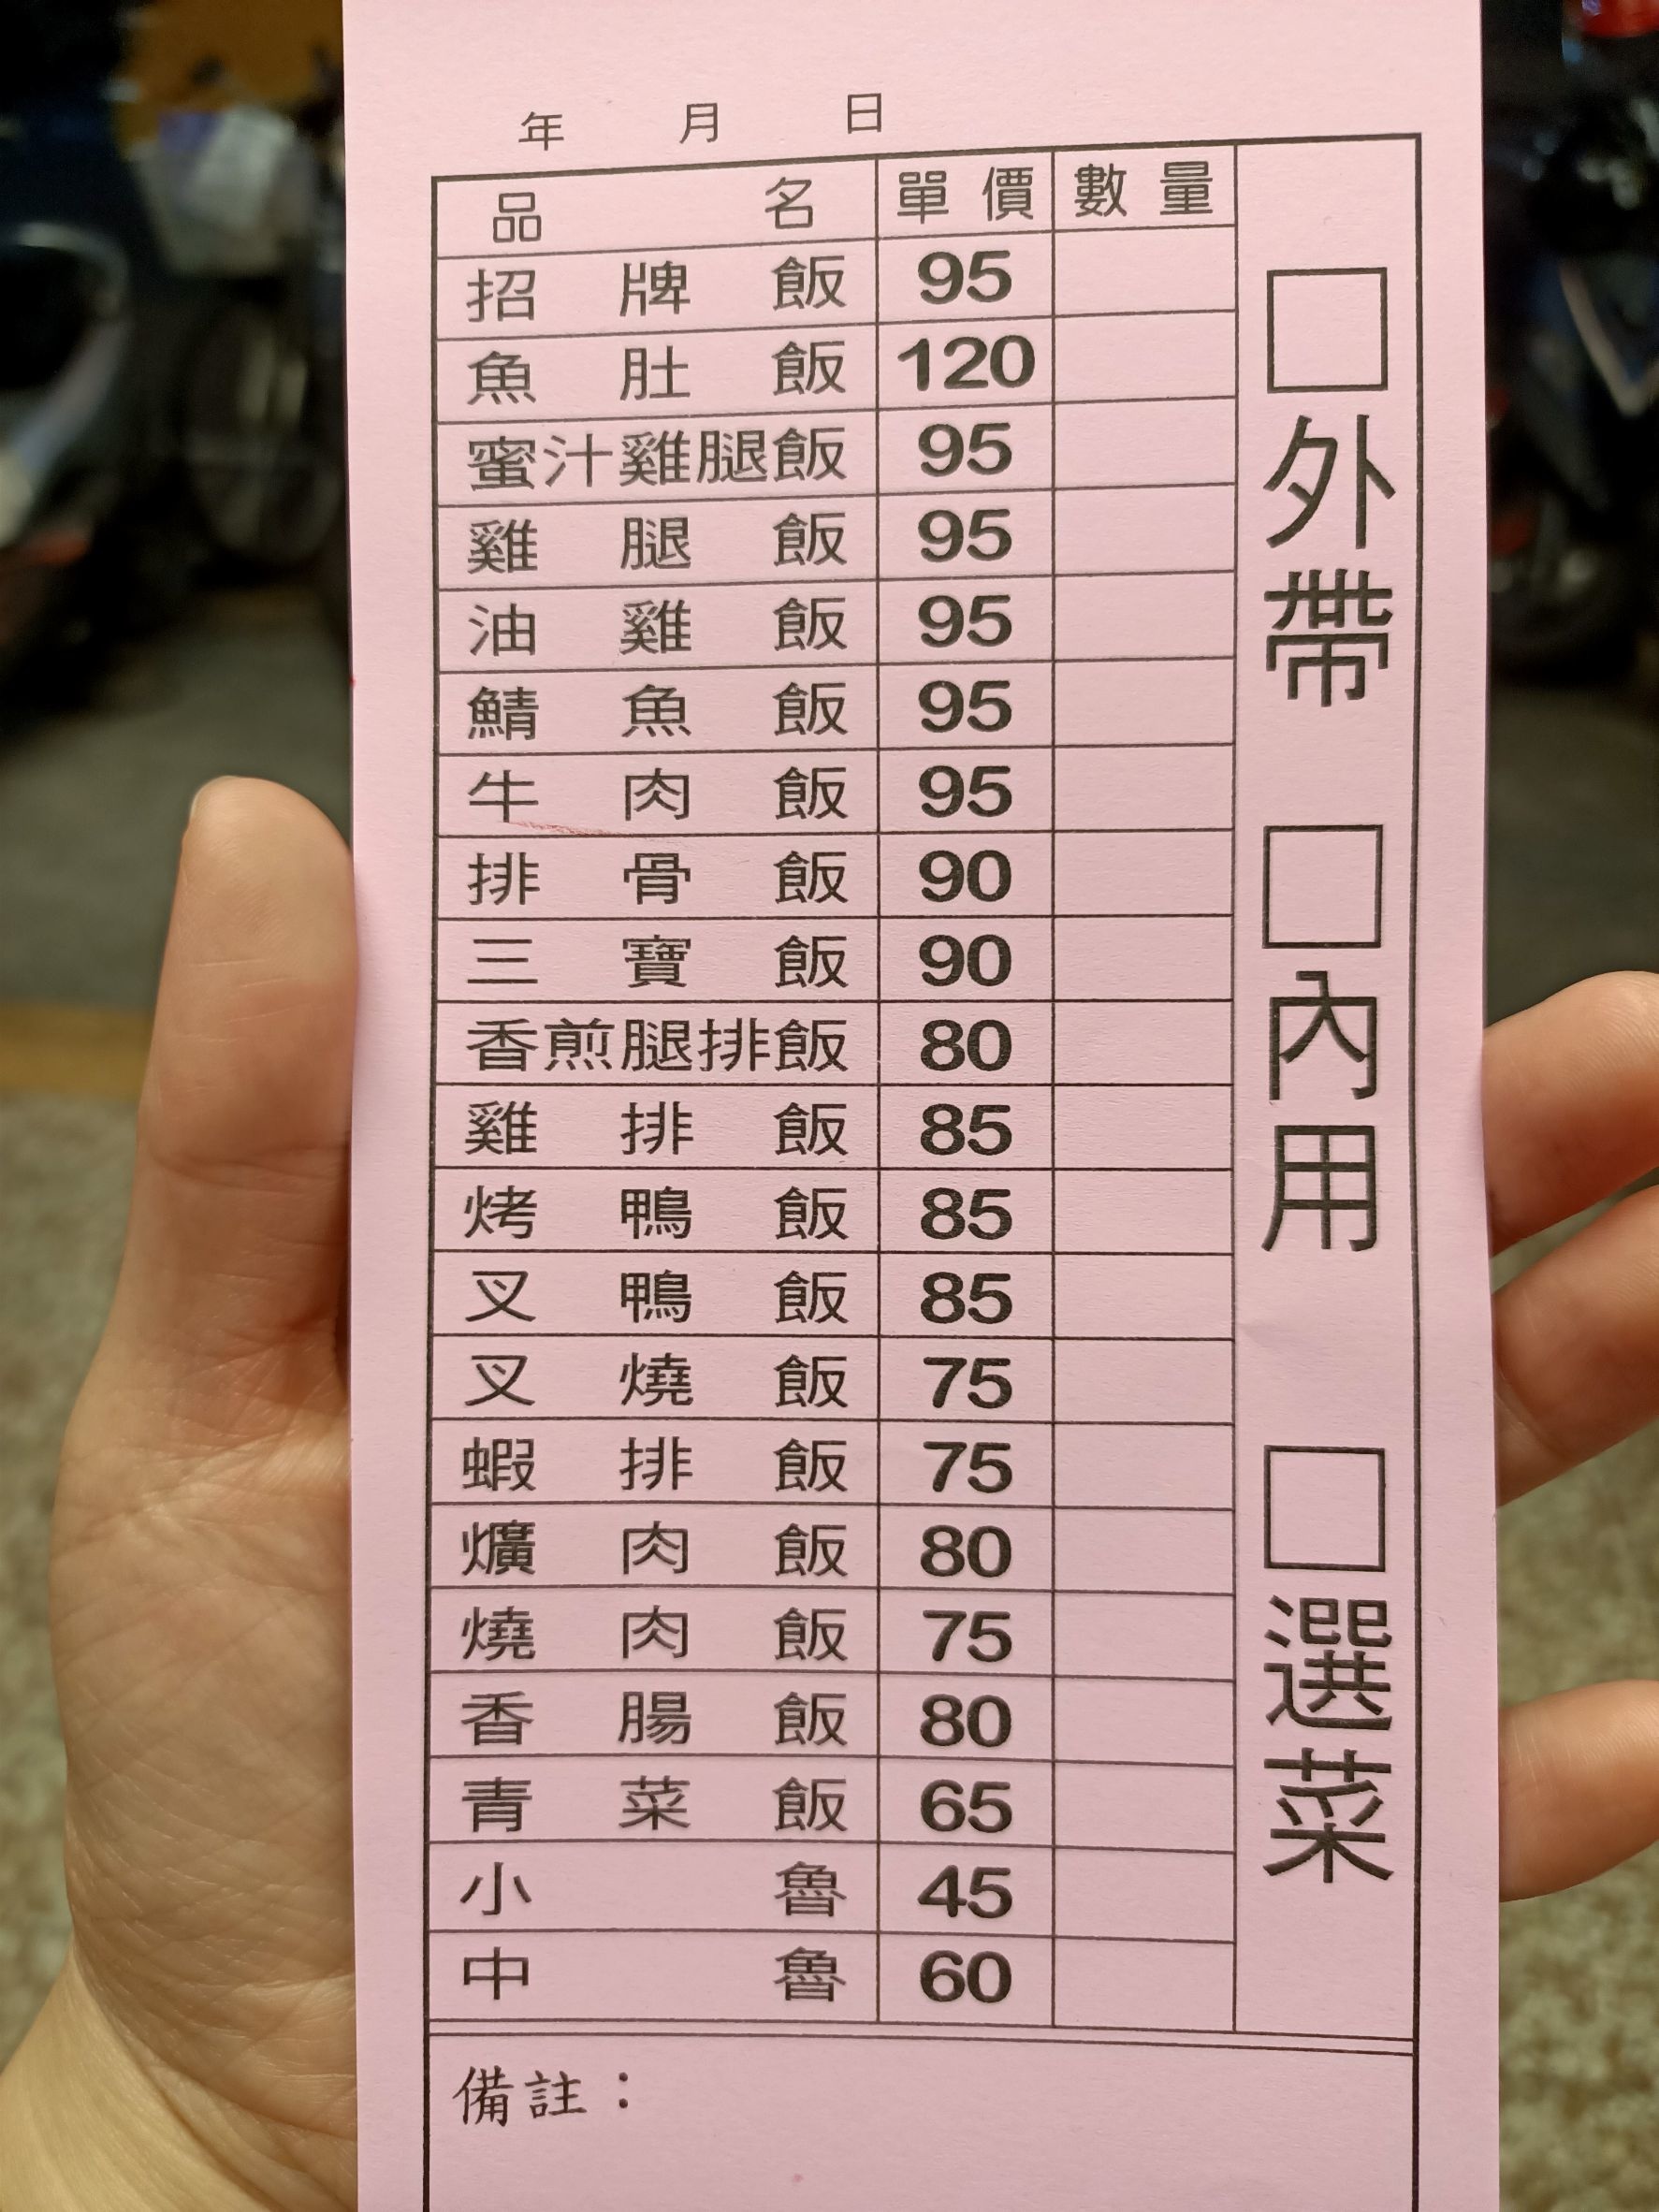 年 月 日
品名 單價 數量
招牌飯 95
魚肚飯 120
蜜汁雞腿飯 95
雞腿飯 95
油雞飯 95
鯖魚飯 95
牛肉飯 95
排骨飯 90
三寶飯 90
香煎腿排飯 80
雞排飯 85
烤鴨飯 85
叉鴨飯 85
叉燒飯 75
蝦排飯 75
爌肉飯 80
燒肉飯 75
香腸飯 80
青菜飯 65
小魯 45
中魯 60
□外帶 □內用 □選菜
備註：